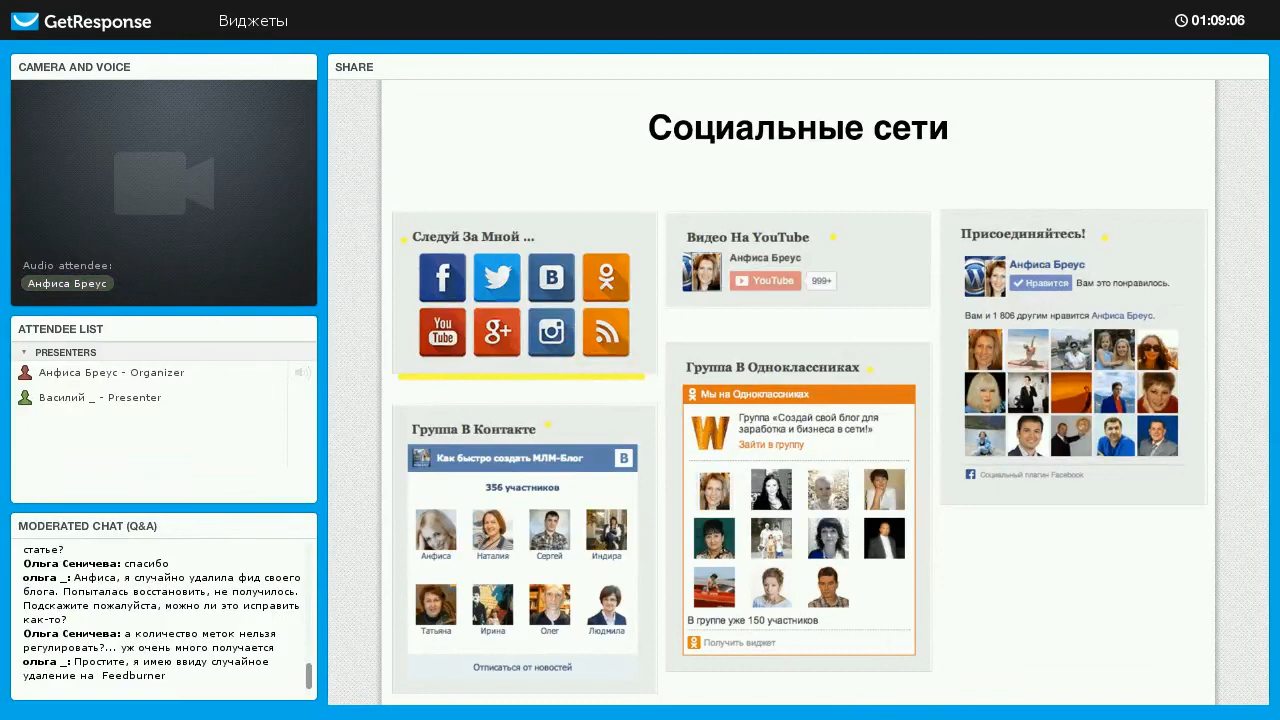 GetResponse
Виджеты
01:09:06
CAMERA AND VOICE
Audio attendee:
Анфиса Бреус
ATTENDEE LIST
PRESENTERS
Анфиса Бреус - Organizer
Василий _ - Presenter
MODERATED CHAT (Q&A)
статье?
Ольга Сеничева: спасибо
ольга _: Анфиса, я случайно удалила фид своего
блога. Попыталась восстановить, не получилось.
Подскажите пожалуйста, можно ли это исправить
как-то?
Ольга Сеничева: а количество меток нельзя
уж очень много получается
ольга _: Простите, я имею ввиду случайное
удаление на Feedburner
SHARE
Социальные сети
Следуй За Мной ...
You
Tube
g+
Группа В Контакте
Как быстро создать МЛМ-Блог
B
356 участников
Анфиса Наталия Сергей Индира
Татьяна Ирина Олег Людмила
Отписаться от новостей
Видео На YouTube
Анфиса Бреус
YouTube 999+
Группа В Одноклассниках
Мы на Одноклассниках
Группа «Создай свой блог для
заработка и бизнеса в сети!»
Зайти в группу
В группе уже 150 участников
Получить виджет
Присоединяйтесь!
Анфиса Бреус
Нравится Вам это понравилось.
Вам и 1 806 другим нравится Анфиса Бреус.
Социальный плагин Facebook